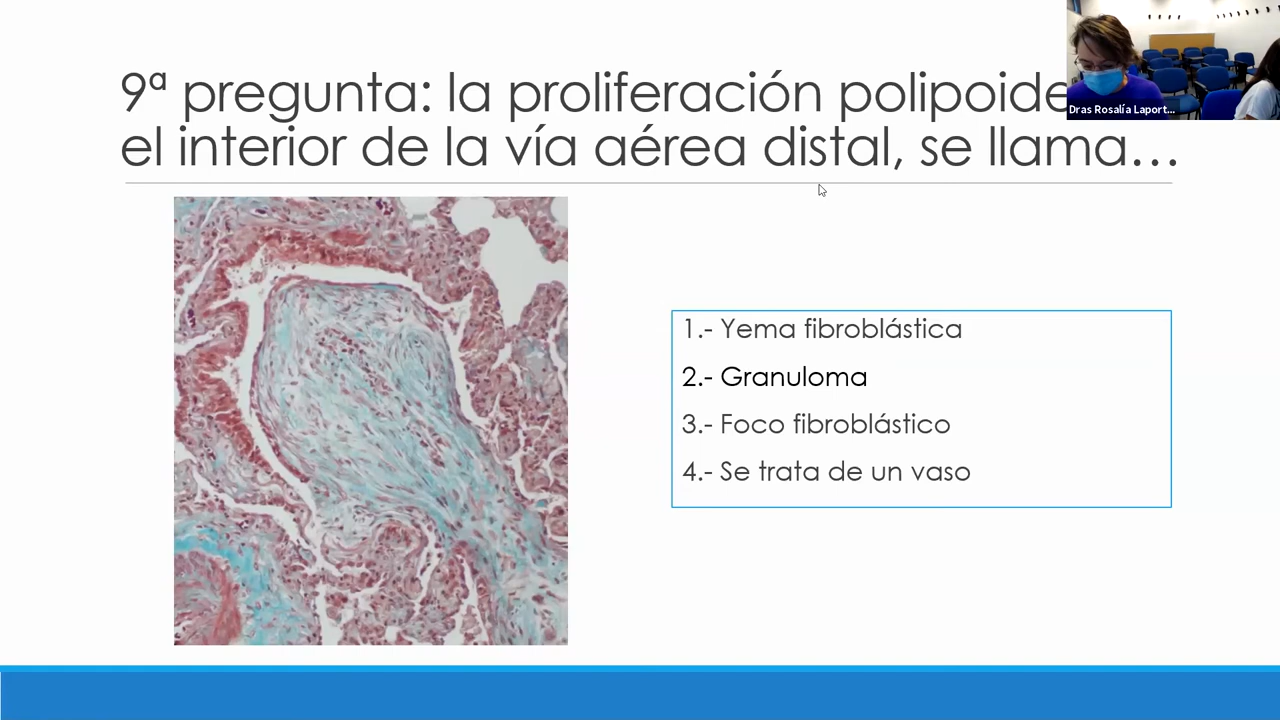 9ª pregunta: la proliferación polipoide
el interior de la vía aérea distal, se llama…
Dras Rosalía Laport...
1.- Yema fibroblástica
2.- Granuloma
3.- Foco fibroblástico
4.- Se trata de un vaso